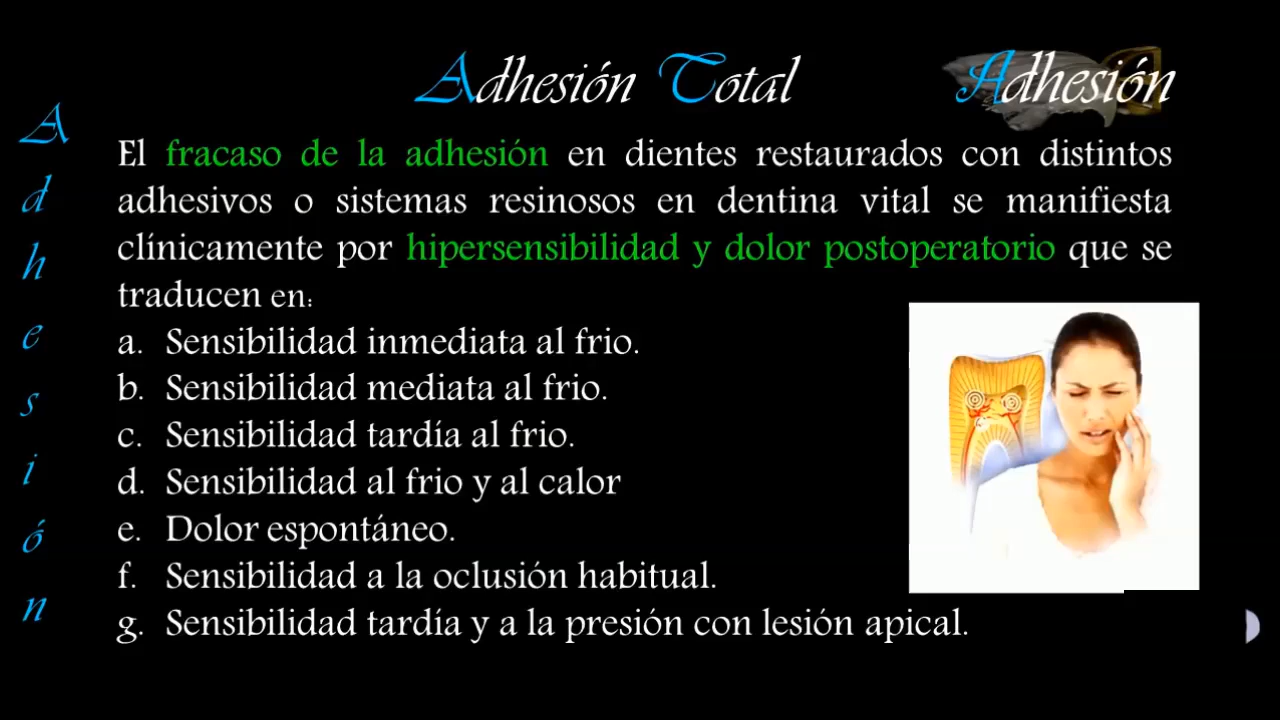 Adhesión Total
Adhesión
Adhesión
El fracaso de la adhesión en dientes restaurados con distintos
adhesivos o sistemas resinosos en dentina vital se manifiesta
clínicamente por hipersensibilidad y dolor postoperatorio que se
traducen en:
a. Sensibilidad inmediata al frio.
b. Sensibilidad mediata al frio.
c. Sensibilidad tardía al frio.
d. Sensibilidad al frio y al calor
e. Dolor espontáneo.
f. Sensibilidad a la oclusión habitual.
g. Sensibilidad tardía y a la presión con lesión apical.